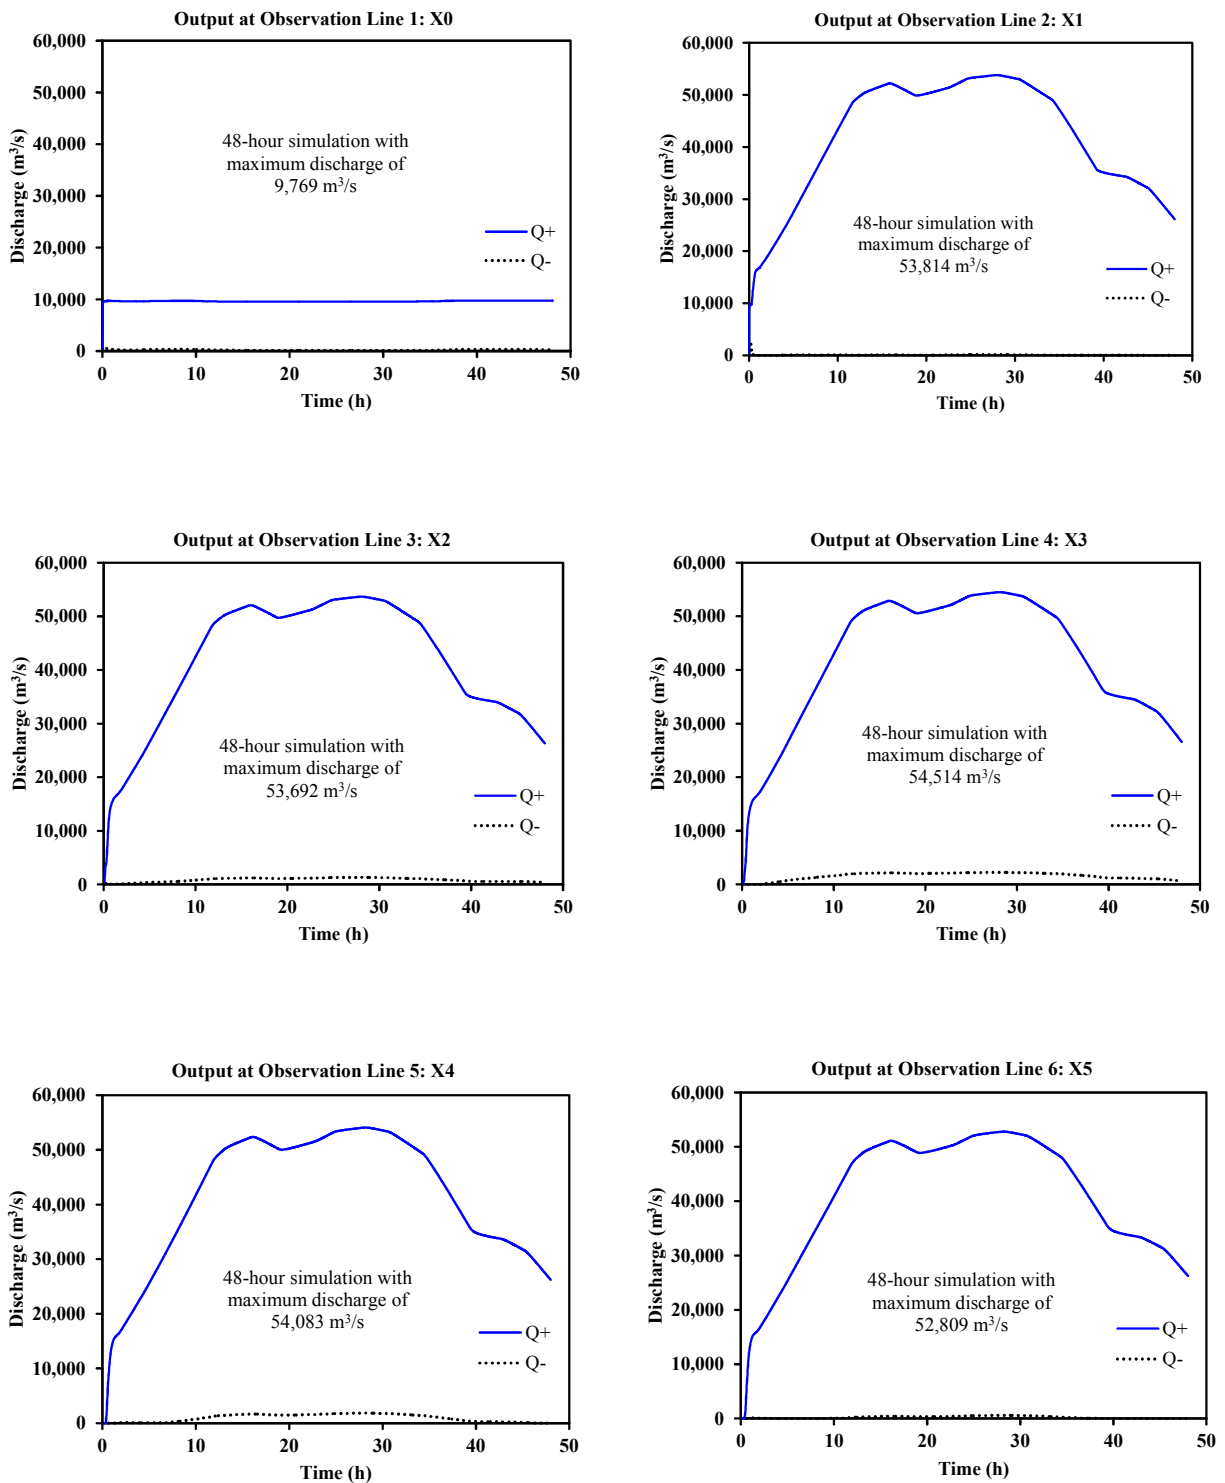 Output at Observation Line 1: X0
60,000
50,000
40,000
30,000
20,000
10,000
0
Discharge (m³/s)
48-hour simulation with
maximum discharge of
9,769 m³/s
Q+
Q-
0 10 20 30 40 50
Time (h)
Output at Observation Line 2: X1
60,000
50,000
40,000
30,000
20,000
10,000
0
Discharge (m³/s)
48-hour simulation with
maximum discharge of
53,814 m³/s
Q+
Q-
0 10 20 30 40 50
Time (h)
Output at Observation Line 3: X2
60,000
50,000
40,000
30,000
20,000
10,000
0
Discharge (m³/s)
48-hour simulation with
maximum discharge of
53,692 m³/s
Q+
Q-
0 10 20 30 40 50
Time (h)
Output at Observation Line 4: X3
60,000
50,000
40,000
30,000
20,000
10,000
0
Discharge (m³/s)
48-hour simulation with
maximum discharge of
54,514 m³/s
Q+
Q-
0 10 20 30 40 50
Time (h)
Output at Observation Line 5: X4
60,000
50,000
40,000
30,000
20,000
10,000
0
Discharge (m³/s)
48-hour simulation with
maximum discharge of
54,083 m³/s
Q+
Q-
0 10 20 30 40 50
Time (h)
Output at Observation Line 6: X5
60,000
50,000
40,000
30,000
20,000
10,000
0
Discharge (m³/s)
48-hour simulation with
maximum discharge of
52,809 m³/s
Q+
Q-
0 10 20 30 40 50
Time (h)